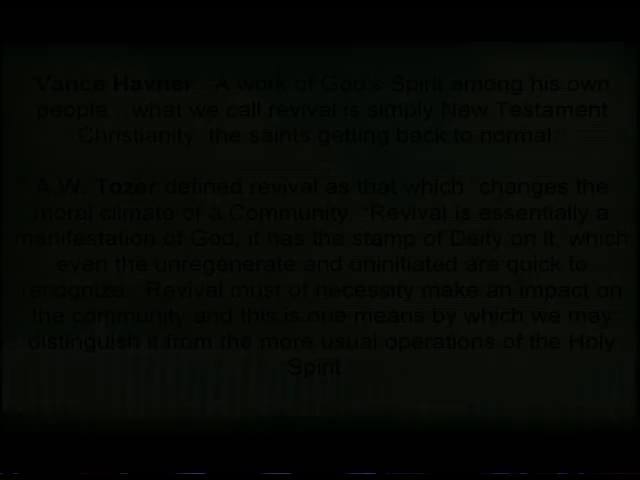 Vance Havner: "A work of God's Spirit among his own
people...what we call revival is simply New Testament
Christianity, the saints getting back to normal."
A.W. Tozer defined revival as that which "changes the
moral climate of a Community. "Revival is essentially a
manifestation of God; it has the stamp of Deity on it, which
even the unregenerate and uninitiated are quick to
recognize. Revival must of necessity make an impact on
the community and this is one means by which we may
distinguish it from the more usual operations of the Holy
Spirit